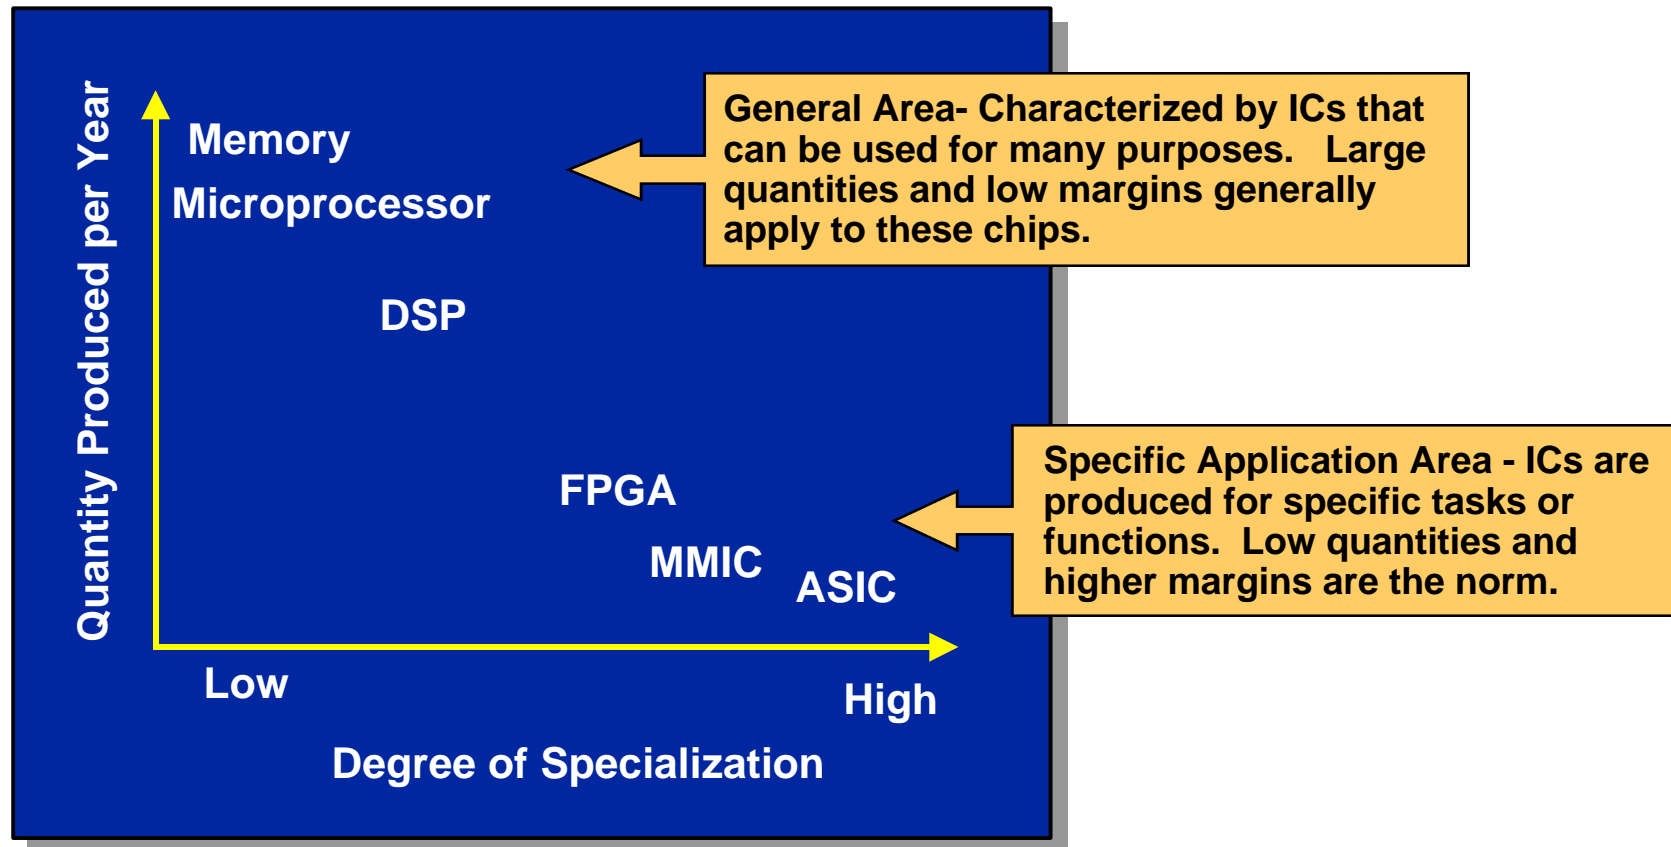 Quantity Produced per Year
Memory
Microprocessor
DSP
FPGA
MMIC
ASIC
Low
High
Degree of Specialization
General Area- Characterized by ICs that
can be used for many purposes.   Large
quantities and low margins generally
apply to these chips.
Specific Application Area - ICs are
produced for specific tasks or
functions.  Low quantities and
higher margins are the norm.